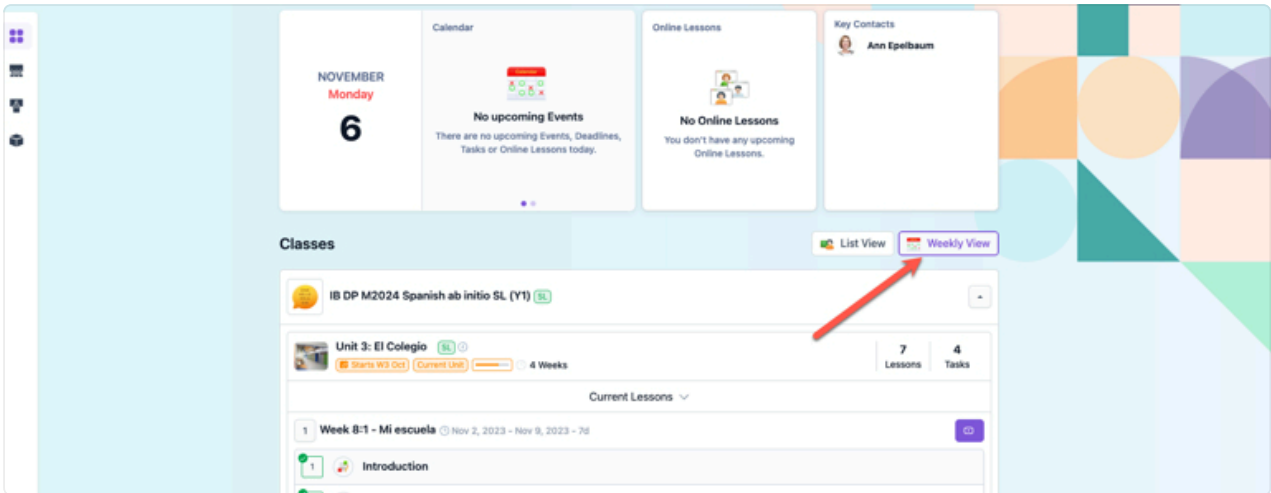 NOVEMBER
Monday
6
Calendar
No upcoming Events
There are no upcoming Events, Deadlines,
Tasks or Online Lessons today.
Online Lessons
No Online Lessons
You don't have any upcoming
Online Lessons.
Key Contacts
Ann Epelbaum
Classes
List View
Weekly View
IB DP M2024 Spanish ab initio SL (Y1) SL
Unit 3: El Colegio SL
Starts W3 Oct Current Unit 4 Weeks
7
Lessons
4
Tasks
Current Lessons
1 Week 8:1 - Mi escuela Nov 2, 2023 - Nov 9, 2023 - 7d
1 Introduction